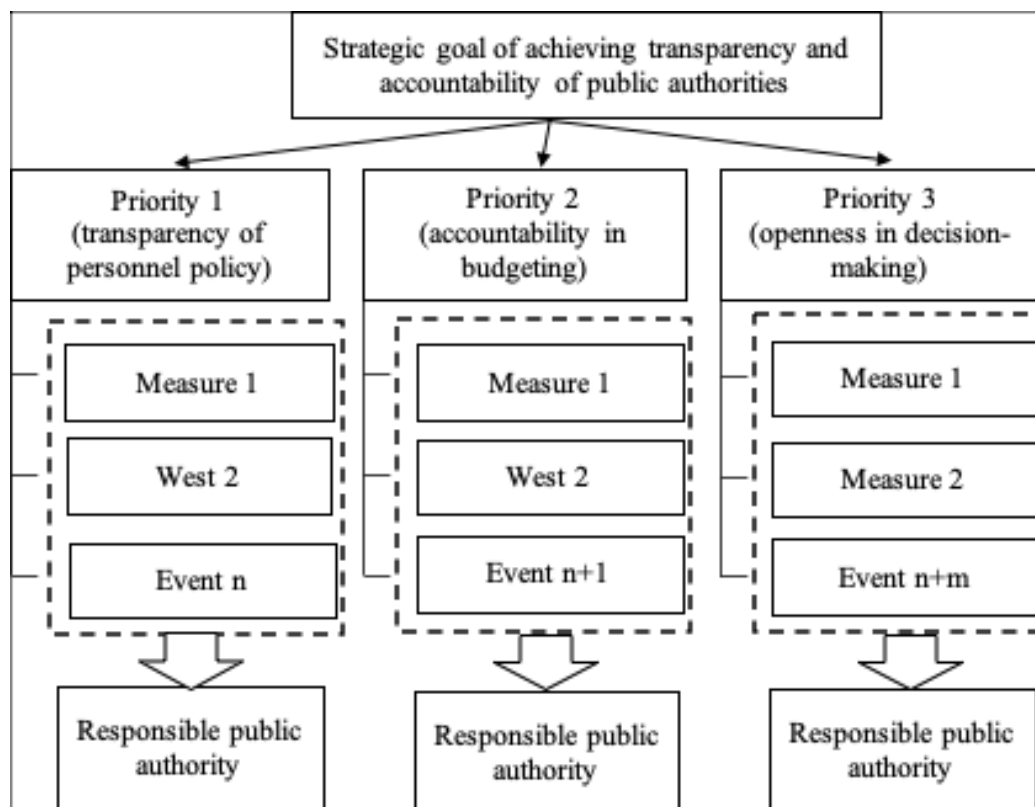 Strategic goal of achieving transparency and
accountability of public authorities
Priority 1
(transparency of
personnel policy)
Priority 2
(accountability in
budgeting)
Priority 3
(openness in decision-
making)
Measure 1
West 2
Event n
Measure 1
West 2
Event n+1
Measure 1
Measure 2
Event n+m
Responsible public
authority
Responsible public
authority
Responsible public
authority